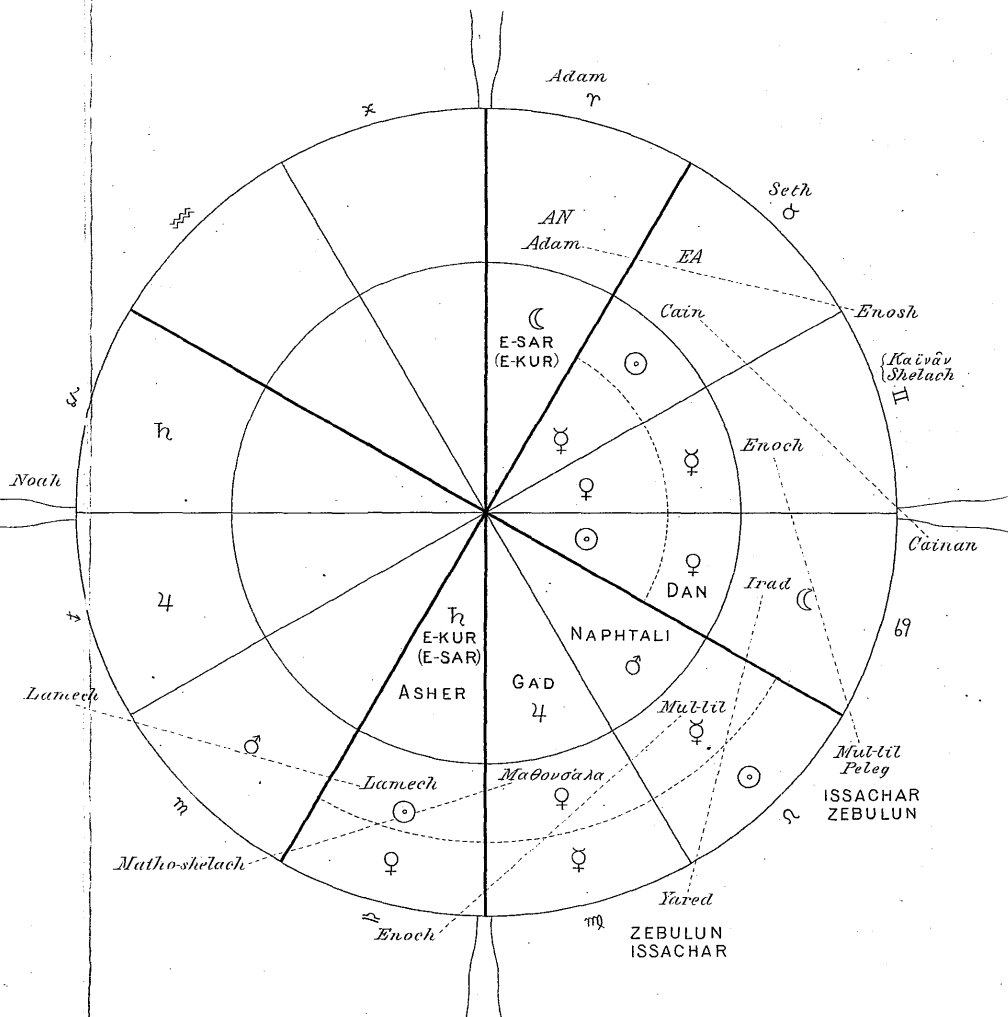 Adam
♈
♓
Seth
♉
♒
AN
Adam
EA
Cain
Enosh
☾
E-SAR
(E-KUR)
☉
{Καϊνᾶν
Shelach
♊
♑
♄
☿
☿
Enoch
♀
Noah
☉
Cainan
♀
DAN
Irad
☾
♃
♄
E-KUR
(E-SAR)
NAPHTALI
♂
♋
♐
ASHER
GAD
♃
Lamech
Mul-lil
☿
♂
Mul-lil
Peleg
Lamech
Μαθουσάλα
☉
♀
☉
ISSACHAR
ZEBULUN
♏
♌
Matho-shelach
♀
☿
Yared
♎
♍
Enoch
ZEBULUN
ISSACHAR